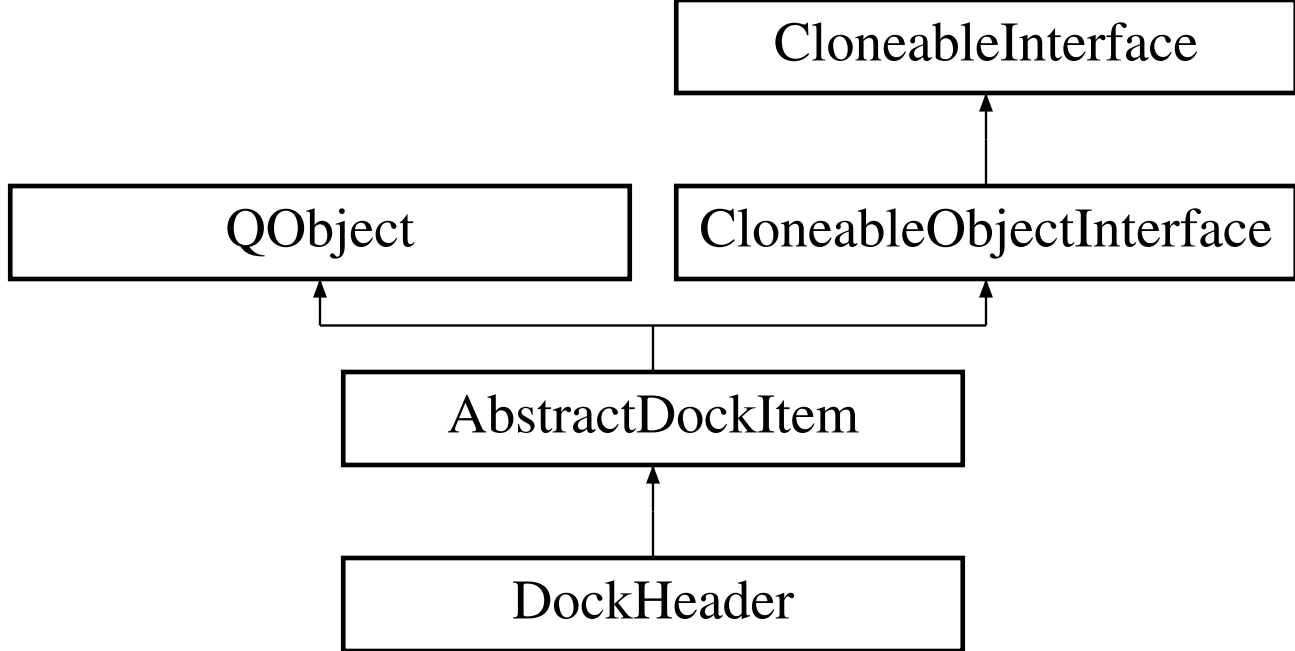 CloneableInterface
QObject
CloneableObjectInterface
AbstractDockItem
DockHeader